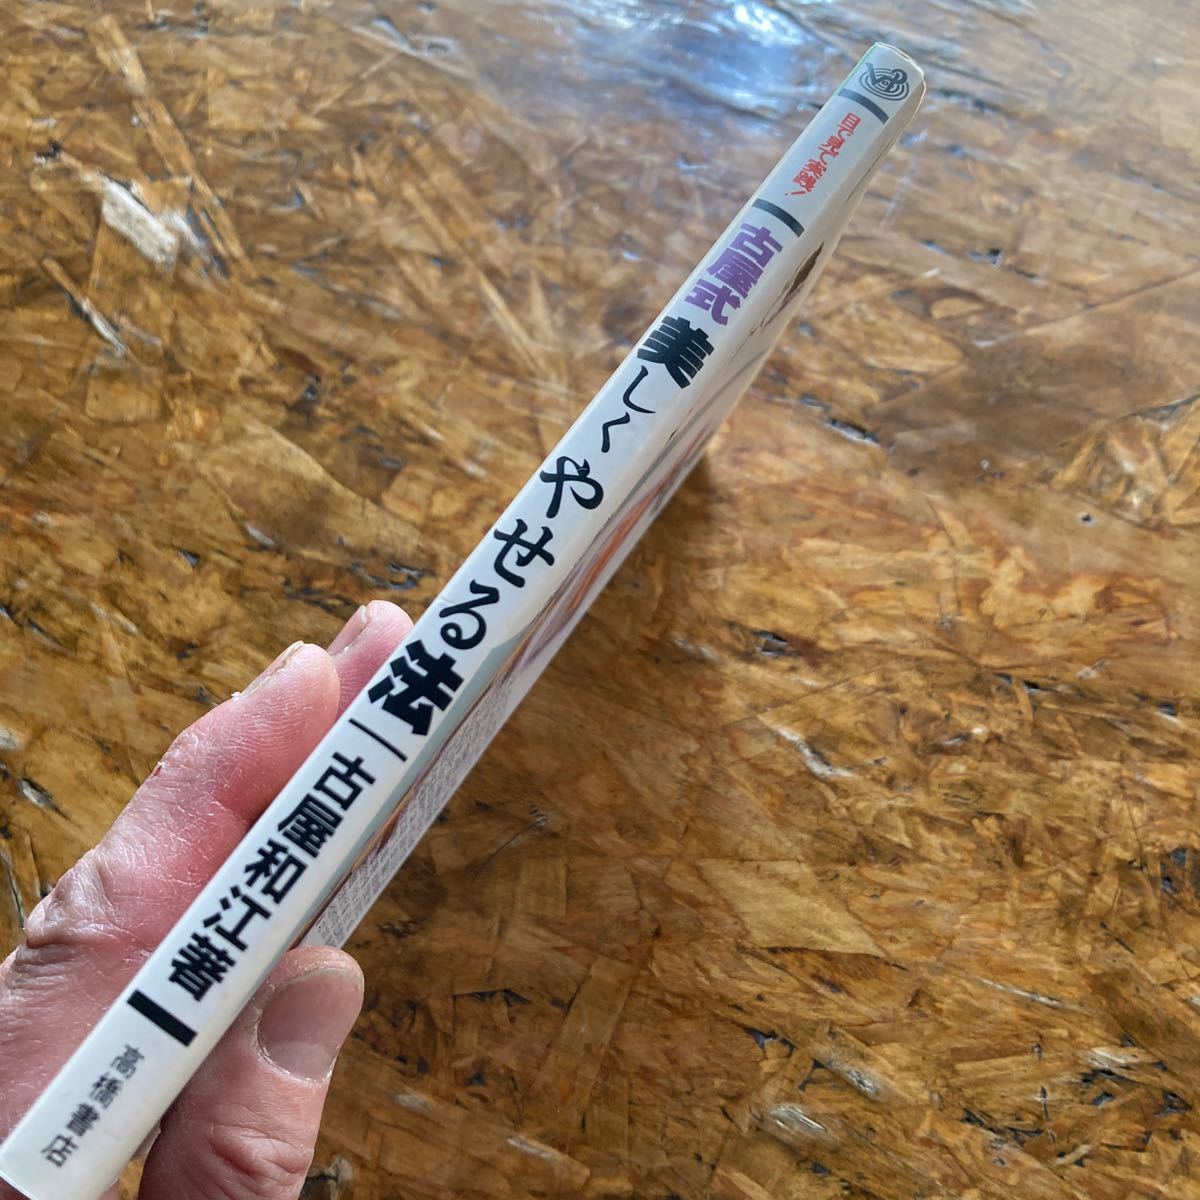 目で見て実践!
古屋式
美しくやせる法
古屋和江著
高橋書店